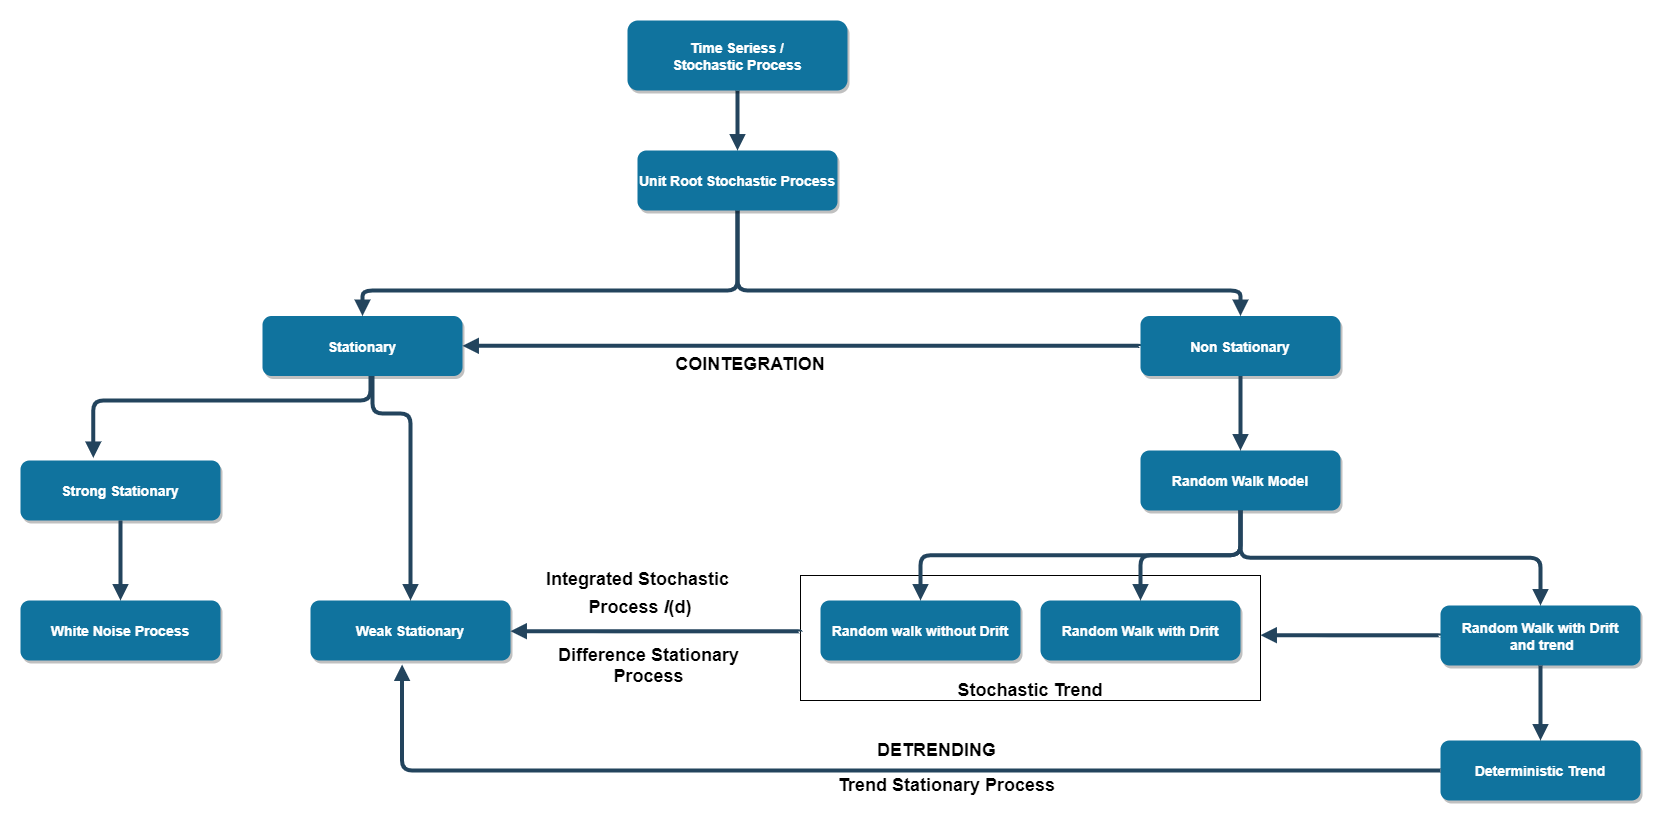 Time Seriess /
Stochastic Process
Unit Root Stochastic Process
Stationary
Non Stationary
COINTEGRATION
Strong Stationary
Random Walk Model
Integrated Stochastic
Process I(d)
White Noise Process
Weak Stationary
Random walk without Drift
Random Walk with Drift
Random Walk with Drift
and trend
Difference Stationary
Process
Stochastic Trend
DETRENDING
Deterministic Trend
Trend Stationary Process